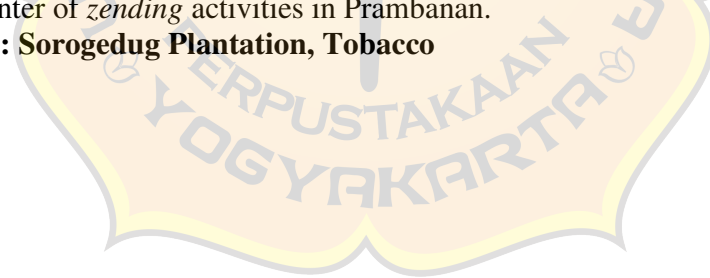 nter of zending activities in Prambanan.
: Sorogedug Plantation, Tobacco
PERPUSTAKAAN
YOGYAKARTA